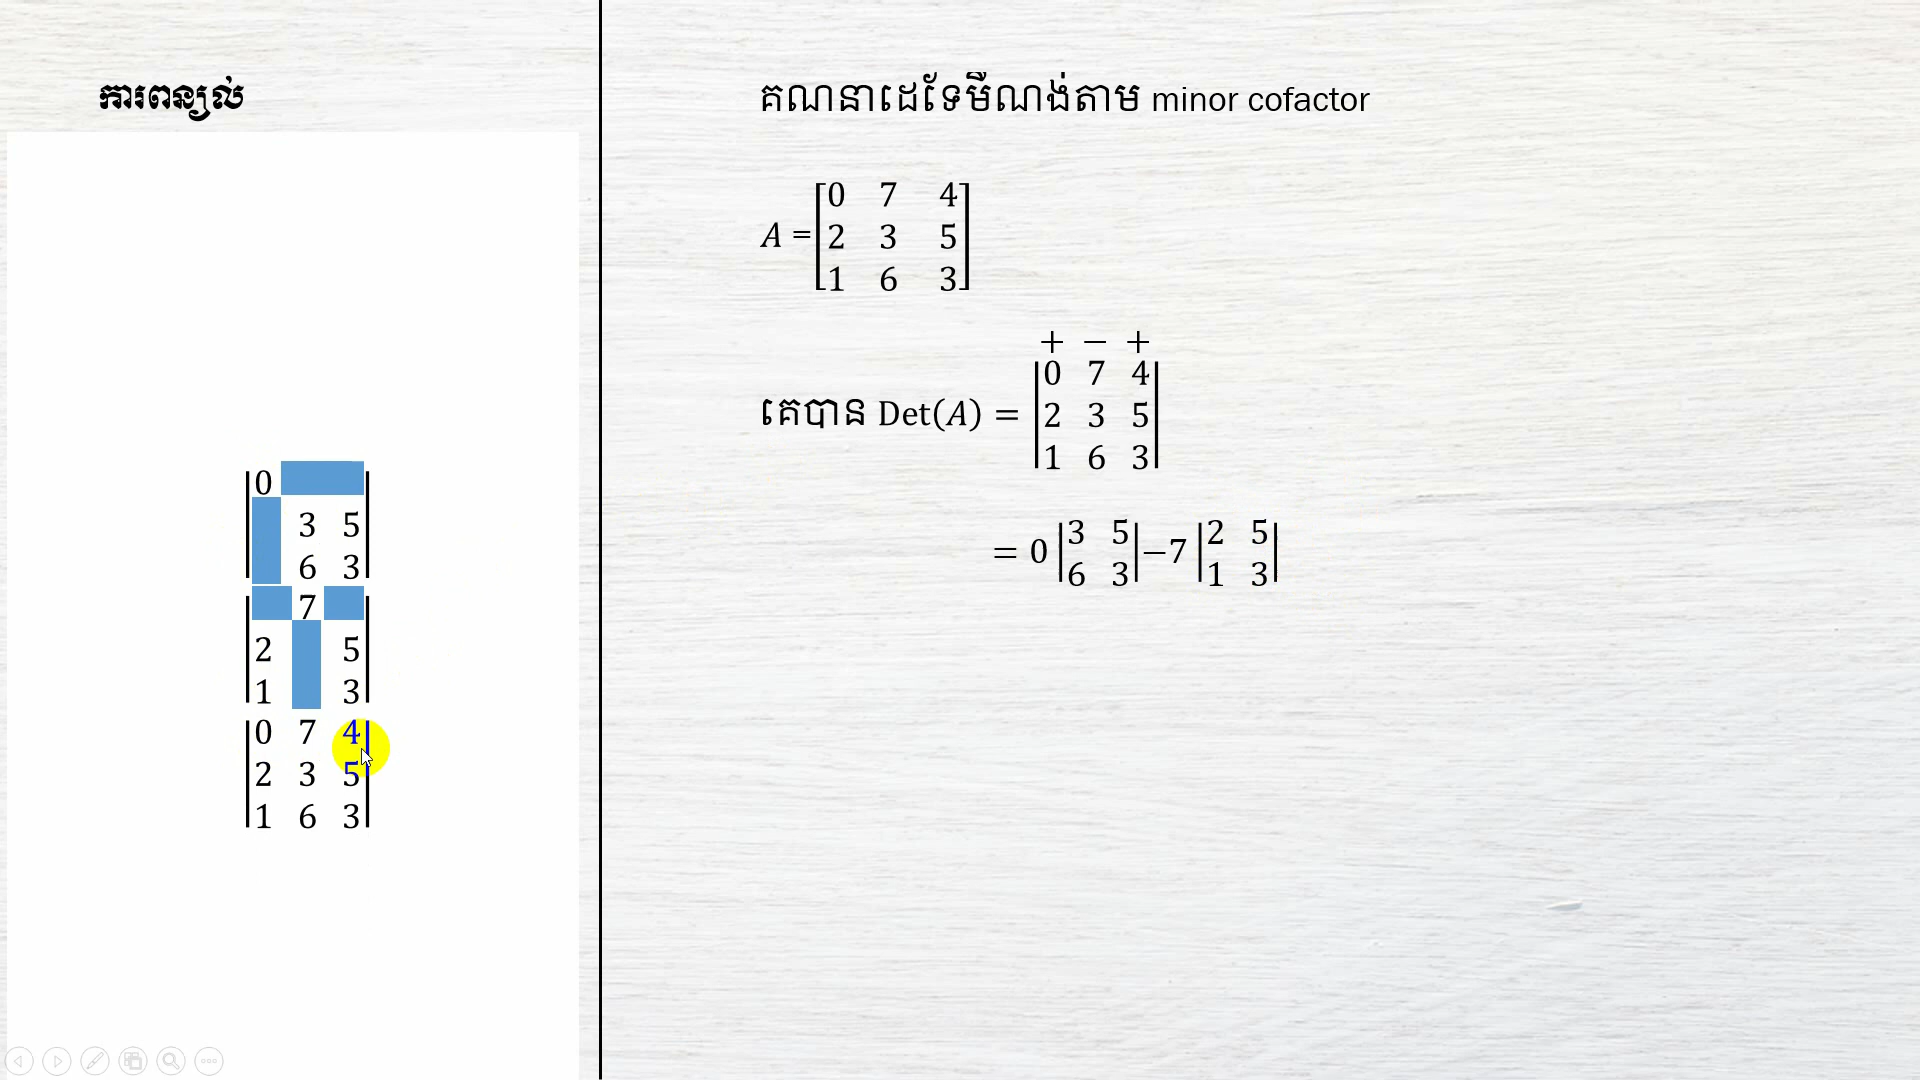 ការពន្យល់
|0|
|3 5|
|6 3|
|7|
|2 5|
|1 3|
|0 7 4|
|2 3 5|
|1 6 3|
គណនាដេទែមីណង់តាម minor cofactor
[0 7 4]
A = [2 3 5]
[1 6 3]
+ − +
|0 7 4|
គេបាន Det(A) = |2 3 5|
|1 6 3|
= 0 |3 5| −7 |2 5|
|6 3| |1 3|